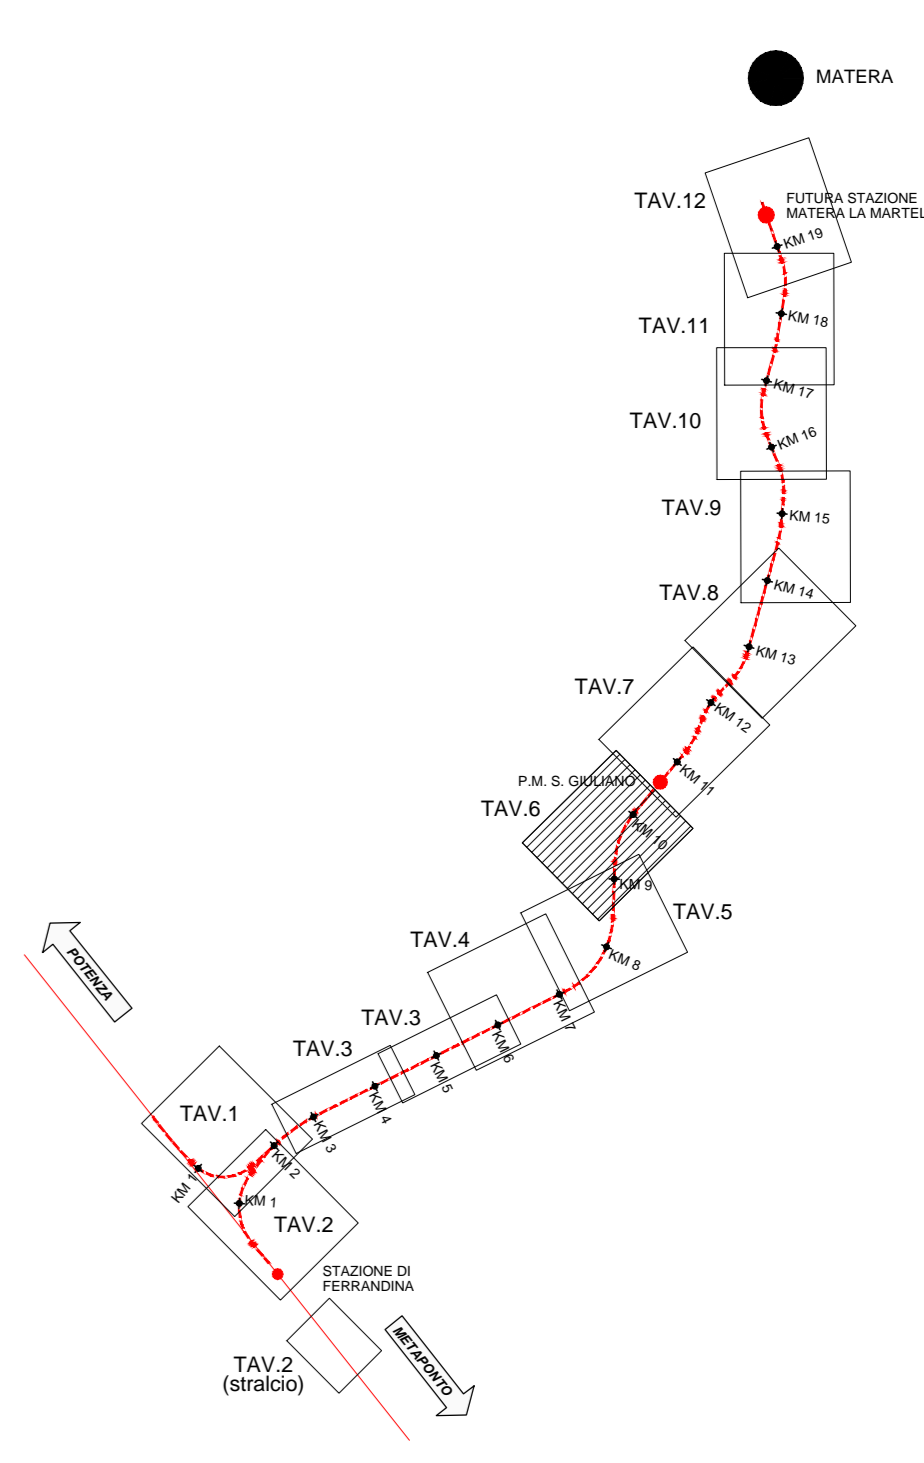 MATERA
TAV.12
FUTURA STAZIONE
MATERA LA MARTEL
KM 19
TAV.11
KM 18
KM 17
TAV.10
KM 16
TAV.9
KM 15
TAV.8
KM 14
KM 13
TAV.7
KM 12
KM 11
P.M. S. GIULIANO
TAV.6
KM 10
KM 9
TAV.5
TAV.4
KM 8
POTENZA
KM 7
TAV.3
KM 6
TAV.3
KM 5
KM 4
TAV.1
KM 3
KM 2
KM 1
KM 1
TAV.2
STAZIONE DI
FERRANDINA
METAPONTO
TAV.2
(stralcio)